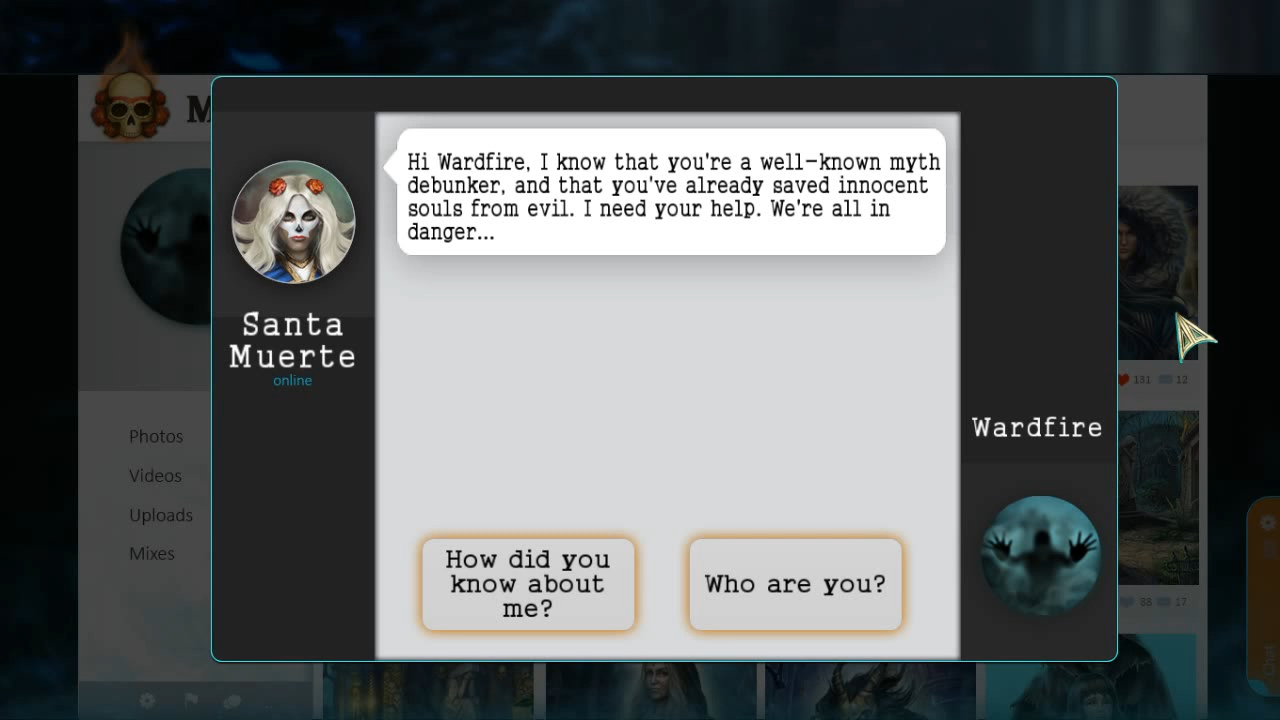 M
Hi Wardfire, I know that you're a well-known myth
debunker, and that you've already saved innocent
souls from evil. I need your help. We're all in
danger...
Santa
Muerte
online
131 12
Wardfire
Photos
Videos
Uploads
Mixes
How did you
know about
me?
Who are you?
88 17
Chat